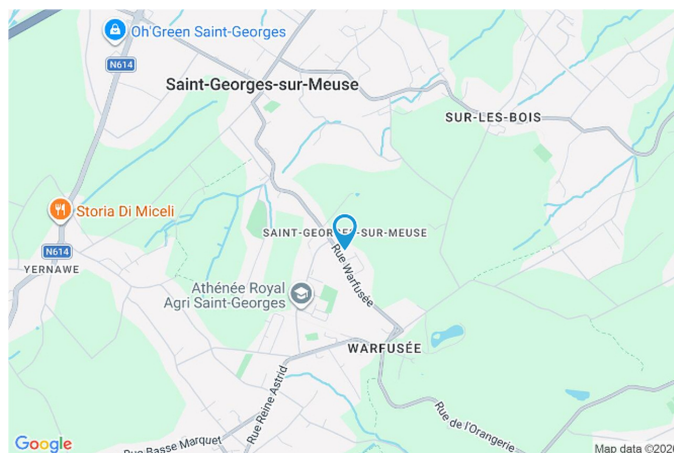 Oh'Green Saint-Georges
N614
Saint-Georges-sur-Meuse
SUR-LES-BOIS
Storia Di Miceli
SAINT-GEORGES-SUR-MEUSE
N614
YERNAWE
Rue Warfusée
Athénée Royal
Agri Saint-Georges
WARFUSÉE
Rue Reine Astrid
Rue de l'Orangerie
Rue Basse Marquet
Google
Map data ©2026